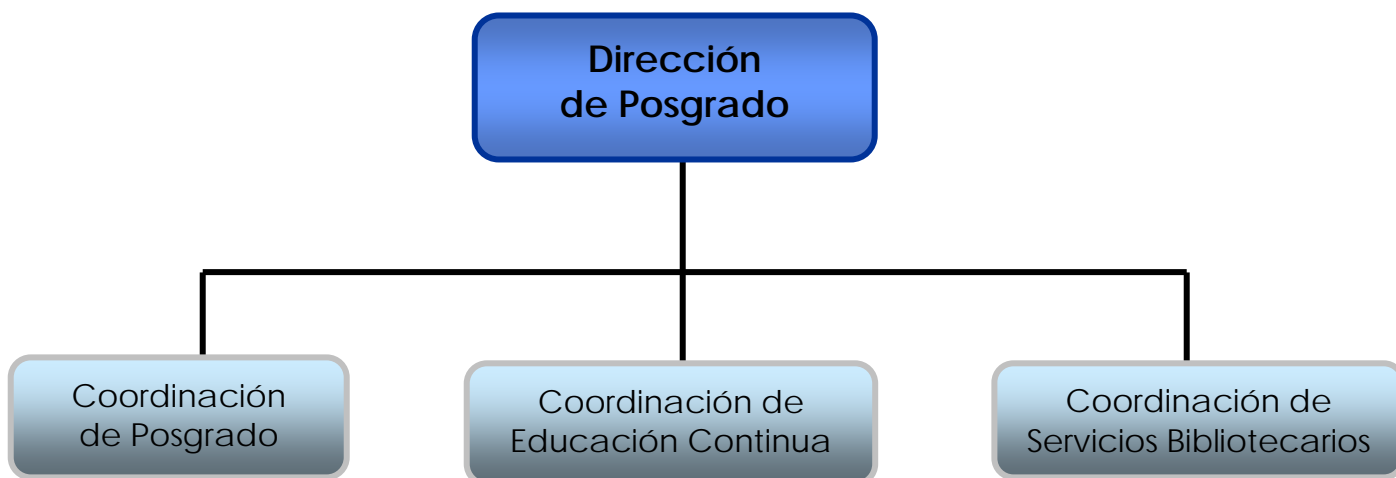 Dirección
de Posgrado
Coordinación
de Posgrado
Coordinación de
Educación Continua
Coordinación de
Servicios Bibliotecarios